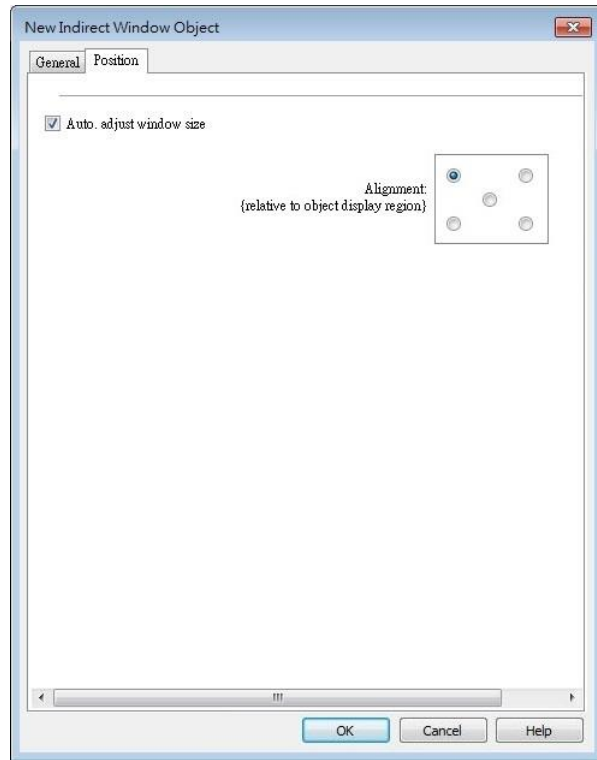 New Indirect Window Object
General Position
Auto. adjust window size
Alignment:
{relative to object display region}
OK Cancel Help